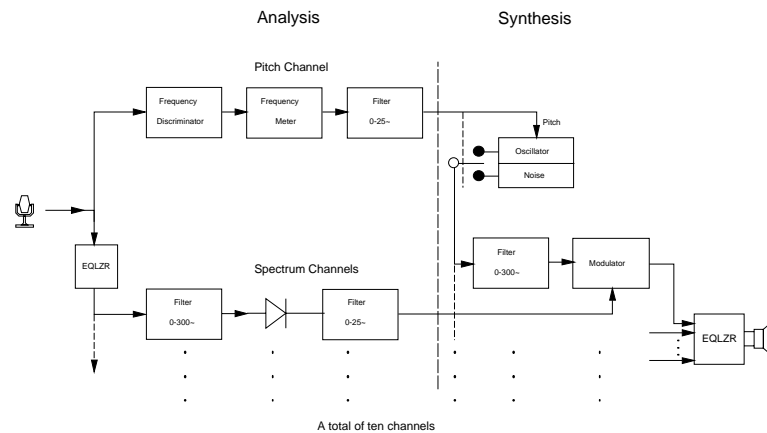 Analysis
Synthesis
Pitch Channel
Frequency
Discriminator
Frequency
Meter
Filter
0-25~
Pitch
Oscillator
Noise
EQLZR
Spectrum Channels
Filter
0-300~
Filter
0-25~
Filter
0-300~
Modulator
EQLZR
A total of ten channels